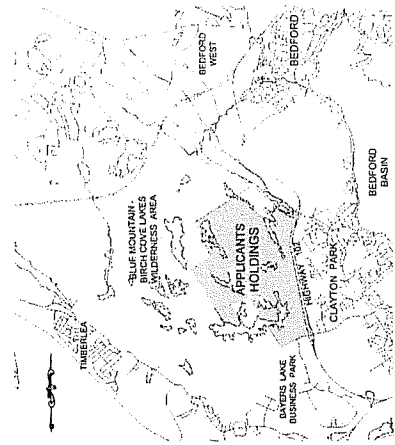 TIMBERLEA
BLUE MOUNTAIN -
BIRCH COVE LAKES
WILDERNESS AREA
BEDFORD
WEST
BEDFORD
APPLICANTS
HOLDINGS
HIGHWAY 102
BAYERS LAKE
BUSINESS PARK
CLAYTON PARK
BEDFORD
BASIN